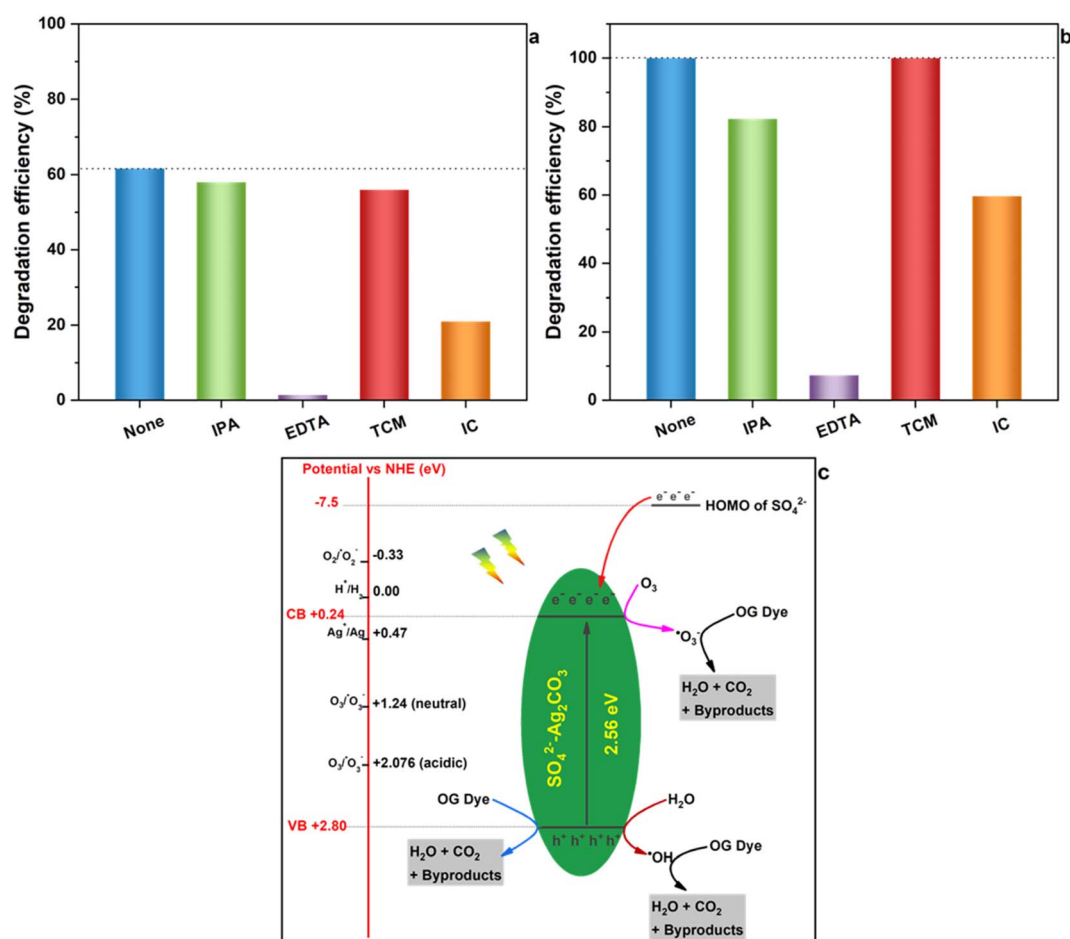 a
Degradation efficiency (%)
100
80
60
40
20
0
None
IPA
EDTA
TCM
IC
b
Degradation efficiency (%)
100
80
60
40
20
0
None
IPA
EDTA
TCM
IC
c
Potential vs NHE (eV)
-7.5
e⁻ e⁻ e⁻
HOMO of SO₄²⁻
O₂/•O₂⁻ -0.33
H⁺/H₂ 0.00
CB +0.24
e⁻ e⁻ e⁻ e⁻
O₃
Ag⁺/Ag +0.47
•O₃⁻
OG Dye
H₂O + CO₂
+ Byproducts
O₃/•O₃⁻ +1.24 (neutral)
O₃/•O₃⁻ +2.076 (acidic)
SO₄²⁻-Ag₂CO₃
2.56 eV
OG Dye
H₂O
VB +2.80
h⁺ h⁺ h⁺ h⁺
H₂O + CO₂
+ Byproducts
•OH
OG Dye
H₂O + CO₂
+ Byproducts